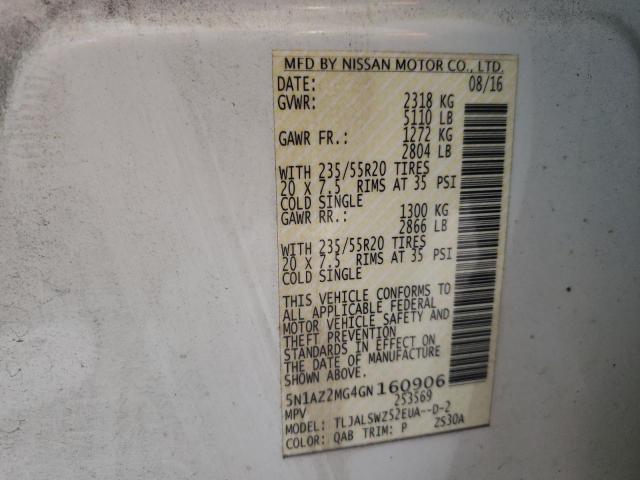 MFD BY NISSAN MOTOR CO., LTD.
DATE: 08/16
GVWR: 2318 KG
5110 LB
GAWR FR.: 1272 KG
2804 LB
WITH 235/55R20 TIRES
20 X 7.5 RIMS AT 35 PSI
COLD SINGLE
GAWR RR.: 1300 KG
2866 LB
WITH 235/55R20 TIRES
20 X 7.5 RIMS AT 35 PSI
COLD SINGLE
THIS VEHICLE CONFORMS TO
ALL APPLICABLE FEDERAL
MOTOR VEHICLE SAFETY AND
THEFT PREVENTION
STANDARDS IN EFFECT ON
THE DATE OF MANUFACTURE
SHOWN ABOVE.
5N1AZ2MG4GN160906
MPV 253569
MODEL: TLJALSWZ52EUA--D-2
COLOR: QAB TRIM: P 2S30A